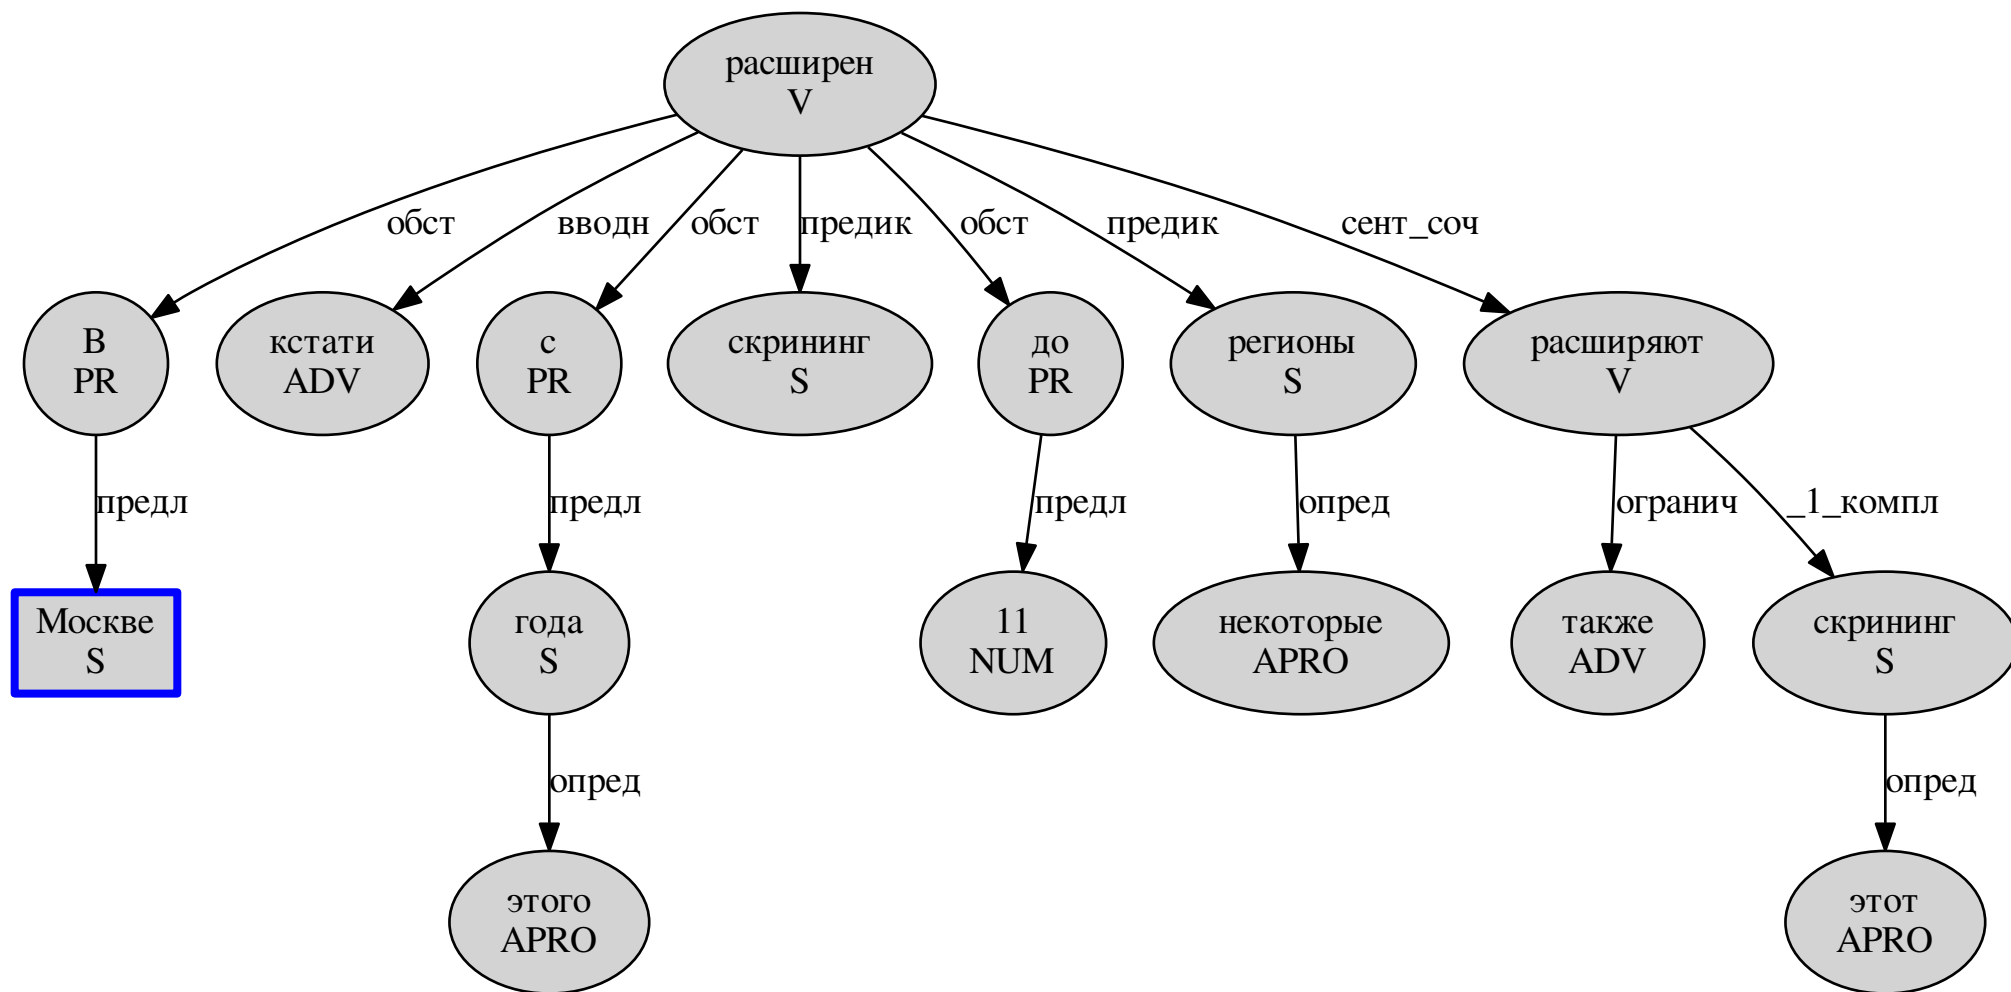 расширен
V
обст
вводн
обст
предик
обст
предик
сент_соч
В
PR
кстати
ADV
с
PR
скрининг
S
до
PR
регионы
S
расширяют
V
предл
предл
предл
опред
огранич
_1_компл
Москве
S
года
S
11
NUM
некоторые
APRO
также
ADV
скрининг
S
опред
опред
этого
APRO
этот
APRO